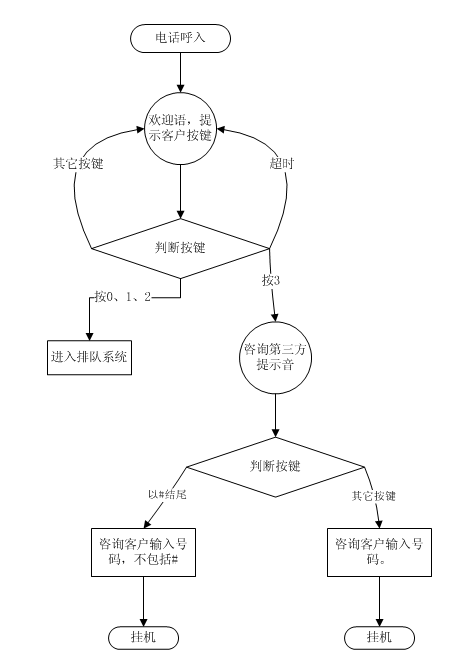 电话呼入
欢迎语，提
示客户按键
其它按键
超时
判断按键
按0、1、2
按3
进入排队系统
咨询第三方
提示音
判断按键
以#结尾
其它按键
咨询客户输入号
码，不包括#
咨询客户输入号
码。
挂机
挂机